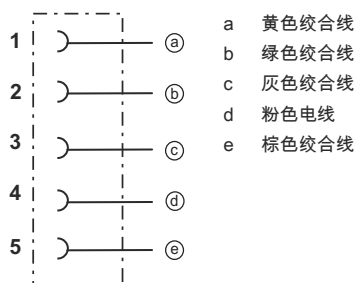 1 ⓐ
2 ⓑ
3 ⓒ
4 ⓓ
5 ⓔ
a 黄色绞合线
b 绿色绞合线
c 灰色绞合线
d 粉色电线
e 棕色绞合线